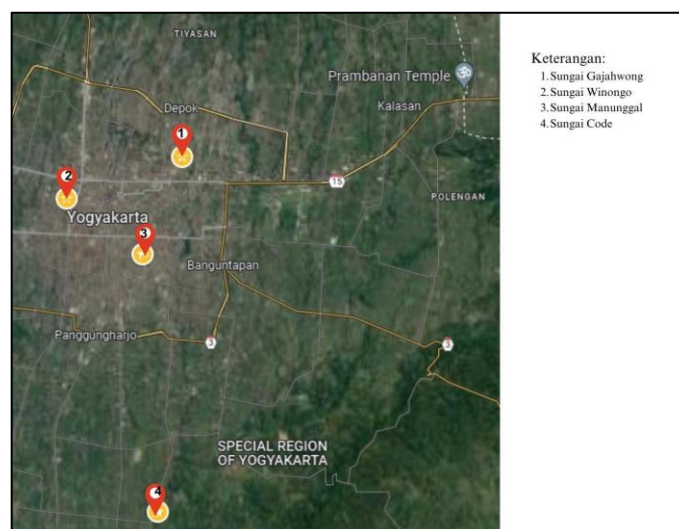 TIYASAN
Prambanan Temple
Kalasan
Depok
1
15
2
POLENGAN
Yogyakarta
3
Banguntapan
Panggungharjo
3
3
SPECIAL REGION
OF YOGYAKARTA
4
Keterangan:
1. Sungai Gajahwong
2. Sungai Winongo
3. Sungai Manunggal
4. Sungai Code